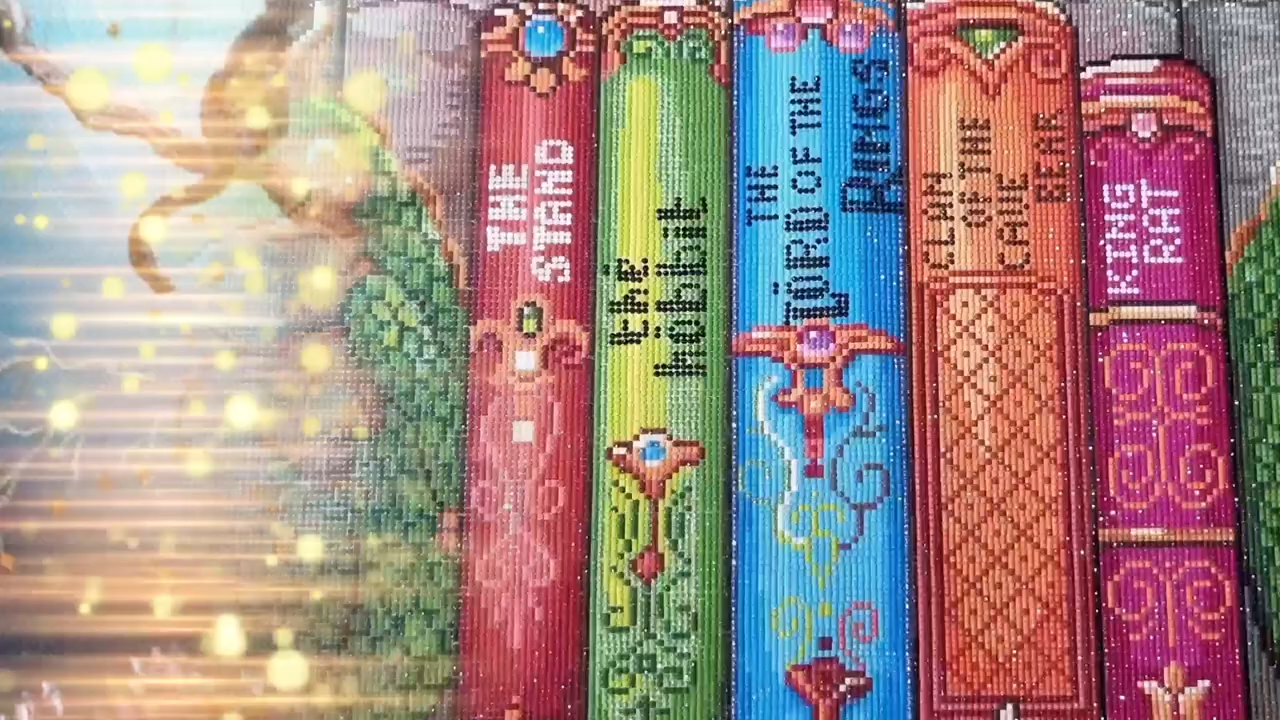 THE
STAND
the
hobbit
THE
LORD OF THE
RINGS
CLAN
OF THE
CAVE
BEAR
KING
RAT